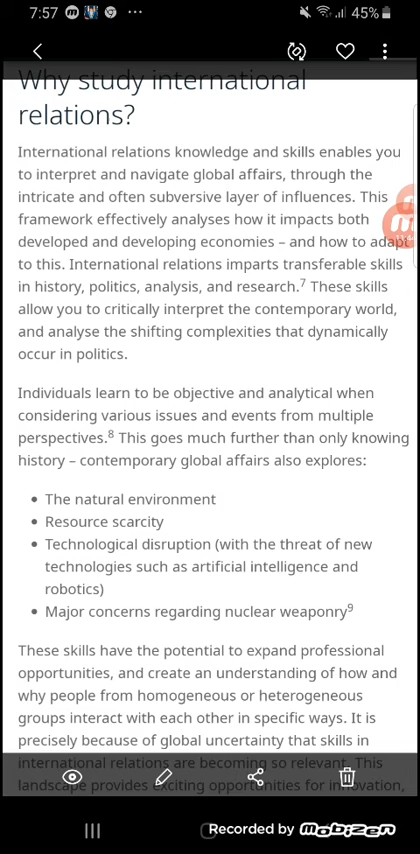 7:57
45%
Why study international
relations?
International relations knowledge and skills enables you
to interpret and navigate global affairs, through the
intricate and often subversive layer of influences. This
framework effectively analyses how it impacts both
developed and developing economies – and how to adapt
to this. International relations imparts transferable skills
in history, politics, analysis, and research.7 These skills
allow you to critically interpret the contemporary world,
and analyse the shifting complexities that dynamically
occur in politics.
Individuals learn to be objective and analytical when
considering various issues and events from multiple
perspectives.8 This goes much further than only knowing
history – contemporary global affairs also explores:
• The natural environment
• Resource scarcity
• Technological disruption (with the threat of new
technologies such as artificial intelligence and
robotics)
• Major concerns regarding nuclear weaponry9
These skills have the potential to expand professional
opportunities, and create an understanding of how and
why people from homogeneous or heterogeneous
groups interact with each other in specific ways. It is
precisely because of global uncertainty that skills in
international relations are becoming so relevant. This
landscape provides exciting opportunities for innovation,
Recorded by Mobizen